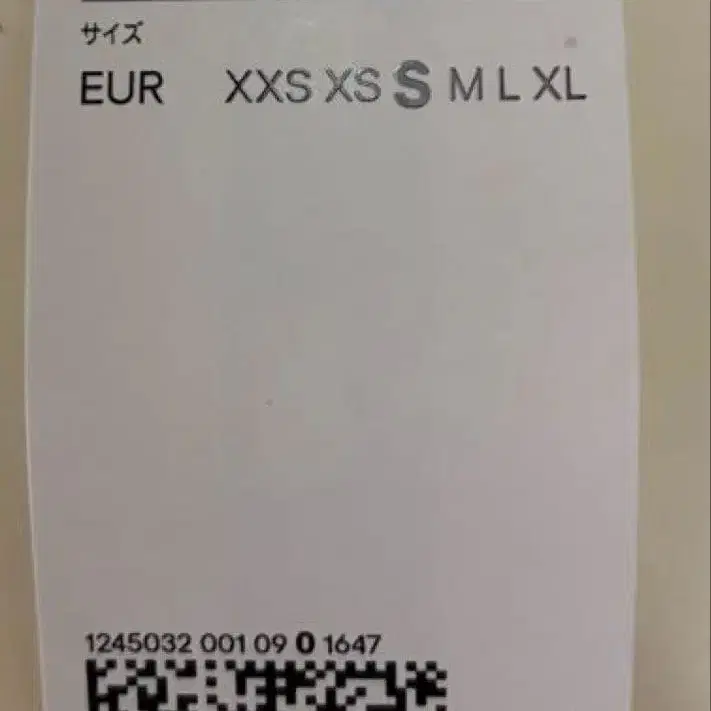 サイズ
EUR XXS XS S M L XL
1245032 001 09 0 1647